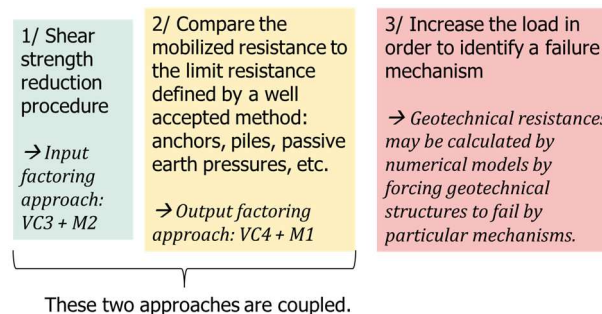 1/ Shear
strength
reduction
procedure
→ Input
factoring
approach:
VC3 + M2
2/ Compare the
mobilized resistance to
the limit resistance
defined by a well
accepted method:
anchors, piles, passive
earth pressures, etc.
→ Output factoring
approach: VC4 + M1
3/ Increase the load in
order to identify a failure
mechanism
→ Geotechnical resistances
may be calculated by
numerical models by
forcing geotechnical
structures to fail by
particular mechanisms.
These two approaches are coupled.